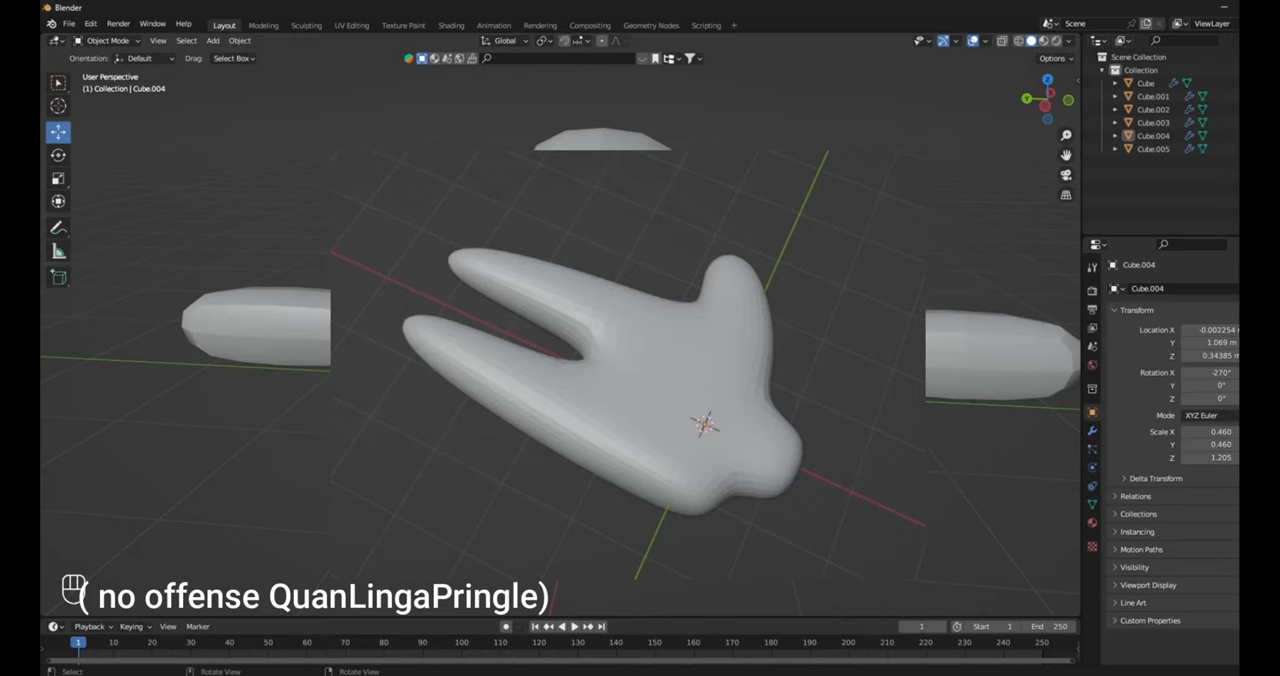 Blender
File Edit Render Window Help Layout Modeling Sculpting UV Editing Texture Paint Shading Animation Rendering Compositing Geometry Nodes Scripting + Scene ViewLayer
Object Mode View Select Add Object Global
Orientation: Default Drag: Select Box Options
User Perspective
(1) Collection | Cube.004
Z
Y
Scene Collection
Collection
Cube
Cube.001
Cube.002
Cube.003
Cube.004
Cube.005
Cube.004
Cube.004
Transform
Location X -0.002254
Y 1.069 m
Z 0.34385 m
Rotation X -270°
Y 0°
Z 0°
Mode XYZ Euler
Scale X 0.460
Y 0.460
Z 1.205
Delta Transform
Relations
Collections
Instancing
Motion Paths
Visibility
Viewport Display
Line Art
Custom Properties
( no offense QuanLingaPringle)
Playback Keying View Marker 1 Start 1 End 250
1 10 20 30 40 50 60 70 80 90 100 110 120 130 140 150 160 170 180 190 200 210 220 230 240 250
Select Rotate View Rotate View